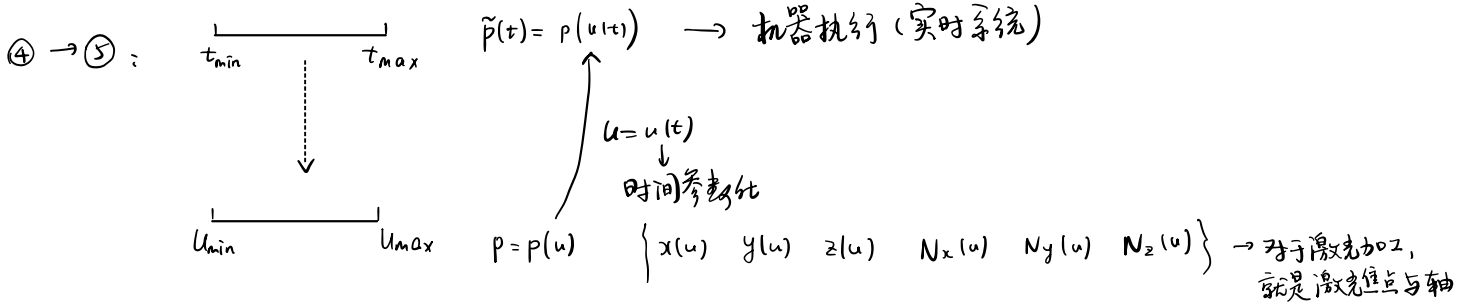 ④ → ⑤ :
t_min t_max
p̃(t) = p(u(t)) → 机器执行 (实时系统)
u = u(t)
↓
时间参数化
u_min u_max
p = p(u) { x(u) y(u) z(u) N_x(u) N_y(u) N_z(u) } → 对于激光加工,
就是激光焦点与轴